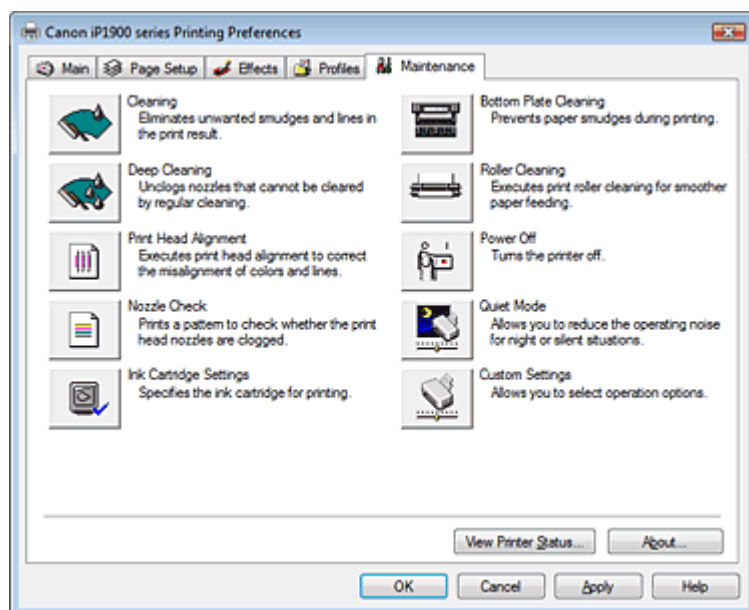 Canon iP1900 series Printing Preferences
Main
Page Setup
Effects
Profiles
Maintenance
Cleaning
Eliminates unwanted smudges and lines in
the print result.
Deep Cleaning
Unclogs nozzles that cannot be cleared
by regular cleaning.
Print Head Alignment
Executes print head alignment to correct
the misalignment of colors and lines.
Nozzle Check
Prints a pattern to check whether the print
head nozzles are clogged.
Ink Cartridge Settings
Specifies the ink cartridge for printing.
Bottom Plate Cleaning
Prevents paper smudges during printing.
Roller Cleaning
Executes print roller cleaning for smoother
paper feeding.
Power Off
Turns the printer off.
Quiet Mode
Allows you to reduce the operating noise
for night or silent situations.
Custom Settings
Allows you to select operation options.
View Printer Status...
About...
OK
Cancel
Apply
Help